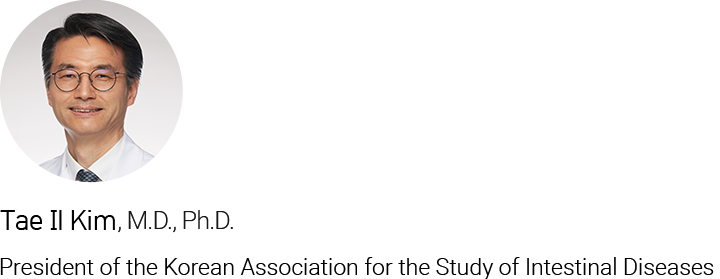 Tae Il Kim, M.D., Ph.D.
President of the Korean Association for the Study of Intestinal Diseases